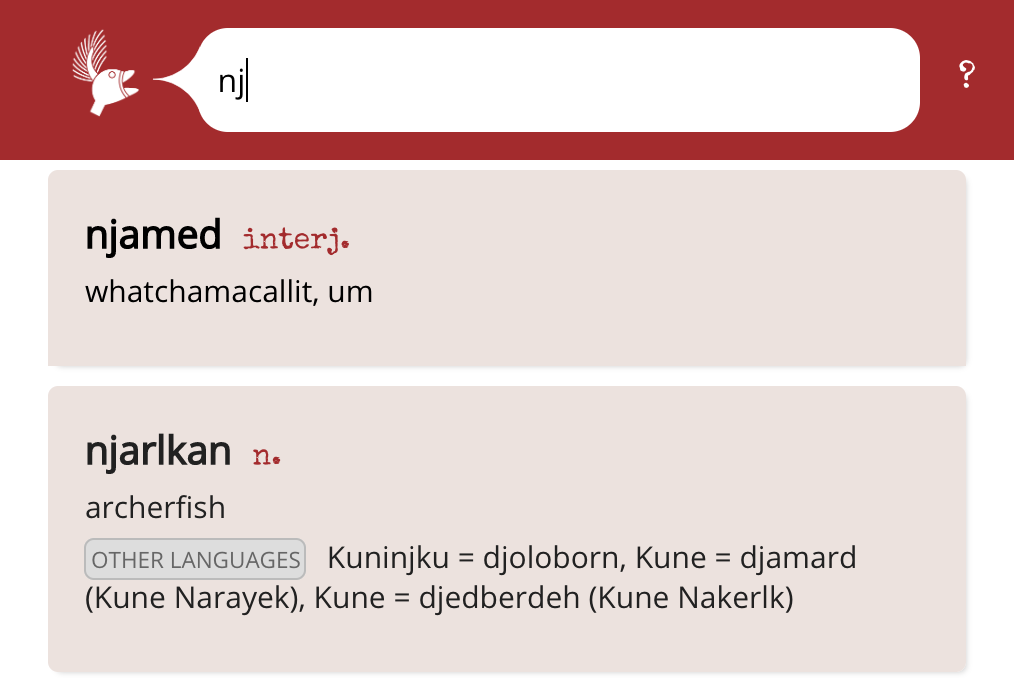 nj
?
njamed interj.
whatchamacallit, um
njarlkan n.
archerfish
OTHER LANGUAGES Kuninjku = djoloborn, Kune = djamard
(Kune Narayek), Kune = djedberdeh (Kune Nakerlk)